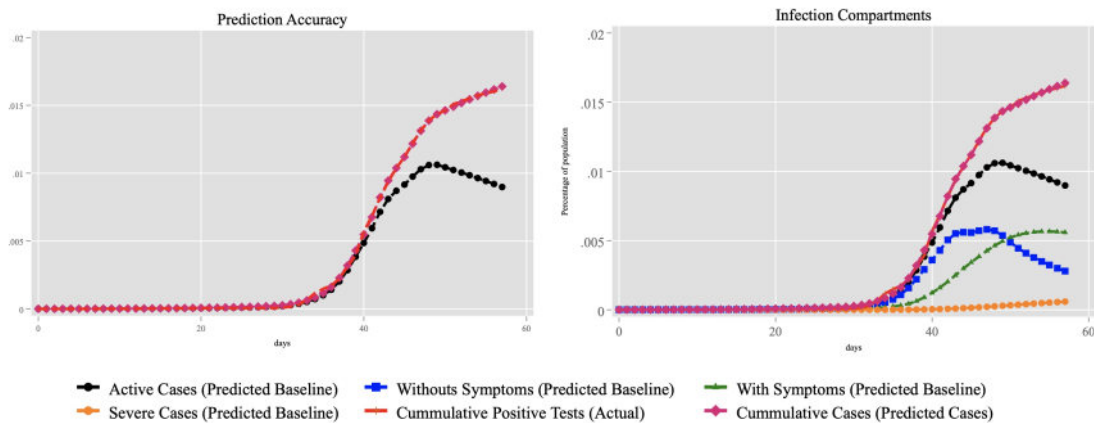 Prediction Accuracy
.02
.015
.01
.005
0
0
20
40
60
days
Infection Compartments
Percentage of population
.02
.015
.01
.005
0
0
20
40
60
days
Active Cases (Predicted Baseline)
Withouts Symptoms (Predicted Baseline)
With Symptoms (Predicted Baseline)
Severe Cases (Predicted Baseline)
Cummulative Positive Tests (Actual)
Cummulative Cases (Predicted Cases)